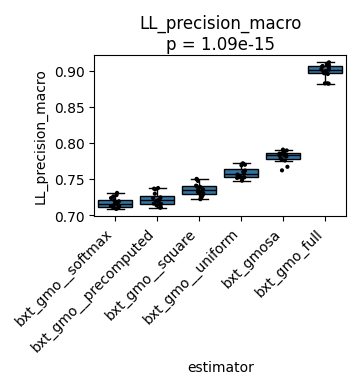 LL_precision_macro
p = 1.09e-15
LL_precision_macro
0.90
0.85
0.80
0.75
0.70
bxt_gmo__softmax
bxt_gmo__precomputed
bxt_gmo__square
bxt_gmo__uniform
bxt_gmosa
bxt_gmo_full
estimator